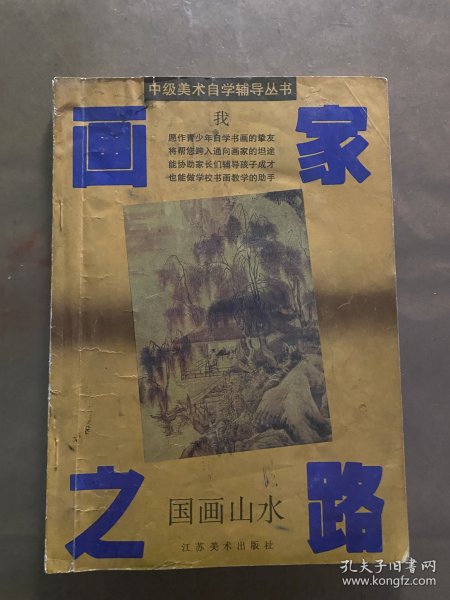 中级美术自学辅导丛书
画家
我
愿作青少年自学书画的挚友
将帮您跨入通向画家的坦途
能协助家长们辅导孩子成才
也能做学校书画教学的助手
之路
国画山水
江苏美术出版社
孔夫子旧书网
www.kongfz.com